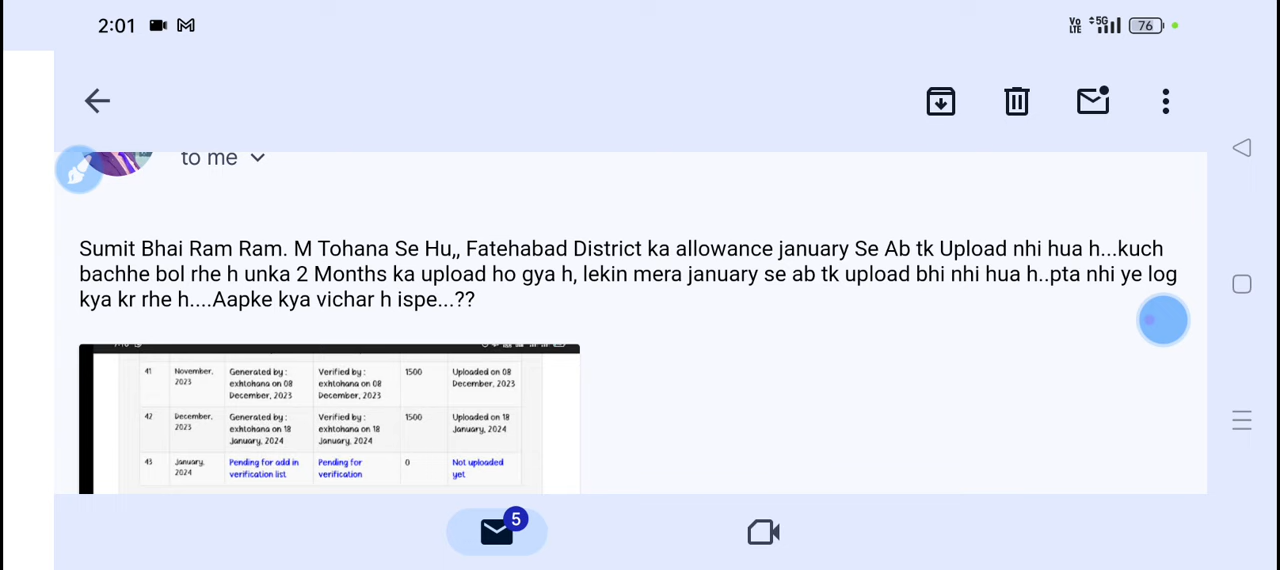 2:01
Vo LTE 5G 76
to me
Sumit Bhai Ram Ram. M Tohana Se Hu,, Fatehabad District ka allowance january Se Ab tk Upload nhi hua h...kuch
bachhe bol rhe h unka 2 Months ka upload ho gya h, lekin mera january se ab tk upload bhi nhi hua h..pta nhi ye log
kya kr rhe h....Aapke kya vichar h ispe...??
41 November, 2023 Generated by : exhtohana on 08 December, 2023 Verified by : exhtohana on 08 December, 2023 1500 Uploaded on 08 December, 2023
42 December, 2023 Generated by : exhtohana on 18 January, 2024 Verified by : exhtohana on 18 January, 2024 1500 Uploaded on 18 January, 2024
43 January, 2024 Pending for add in verification list Pending for verification 0 Not uploaded yet
5